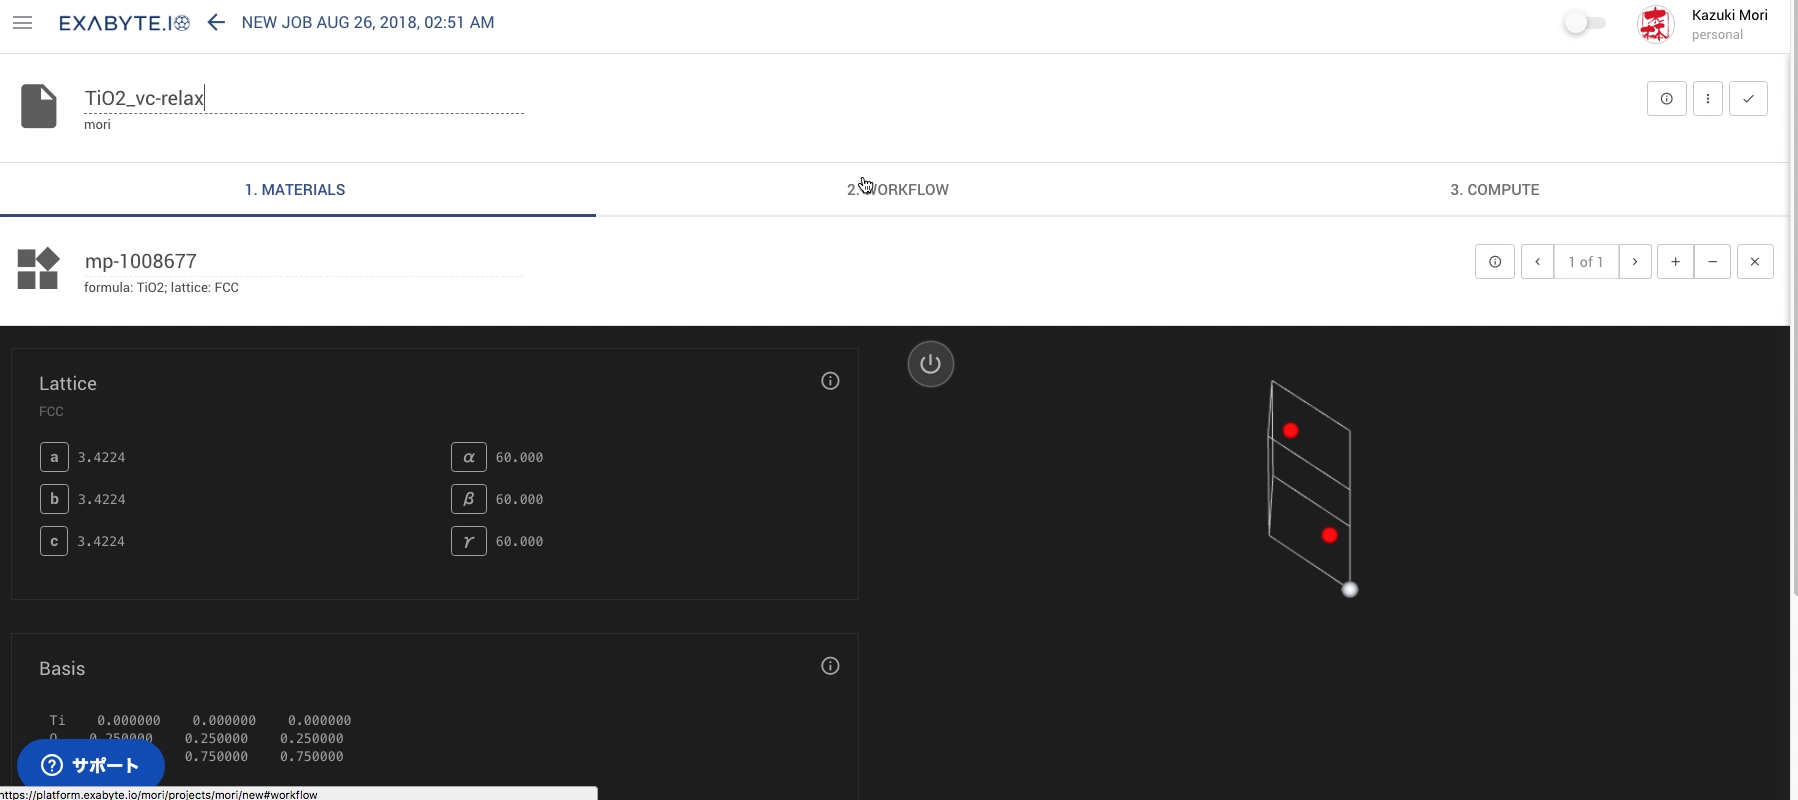 EXABYTE.IO NEW JOB AUG 26, 2018, 02:51 AM
Kazuki Mori
personal
TiO2_vc-relax
mori
1. MATERIALS 2. WORKFLOW 3. COMPUTE
mp-1008677
1 of 1
formula: TiO2; lattice: FCC
Lattice
FCC
a 3.4224 α 60.000
b 3.4224 β 60.000
c 3.4224 γ 60.000
Basis
Ti 0.000000 0.000000 0.000000
O 0.250000 0.250000 0.250000
0.750000 0.750000
サポート
https://platform.exabyte.io/mori/projects/mori/new#workflow